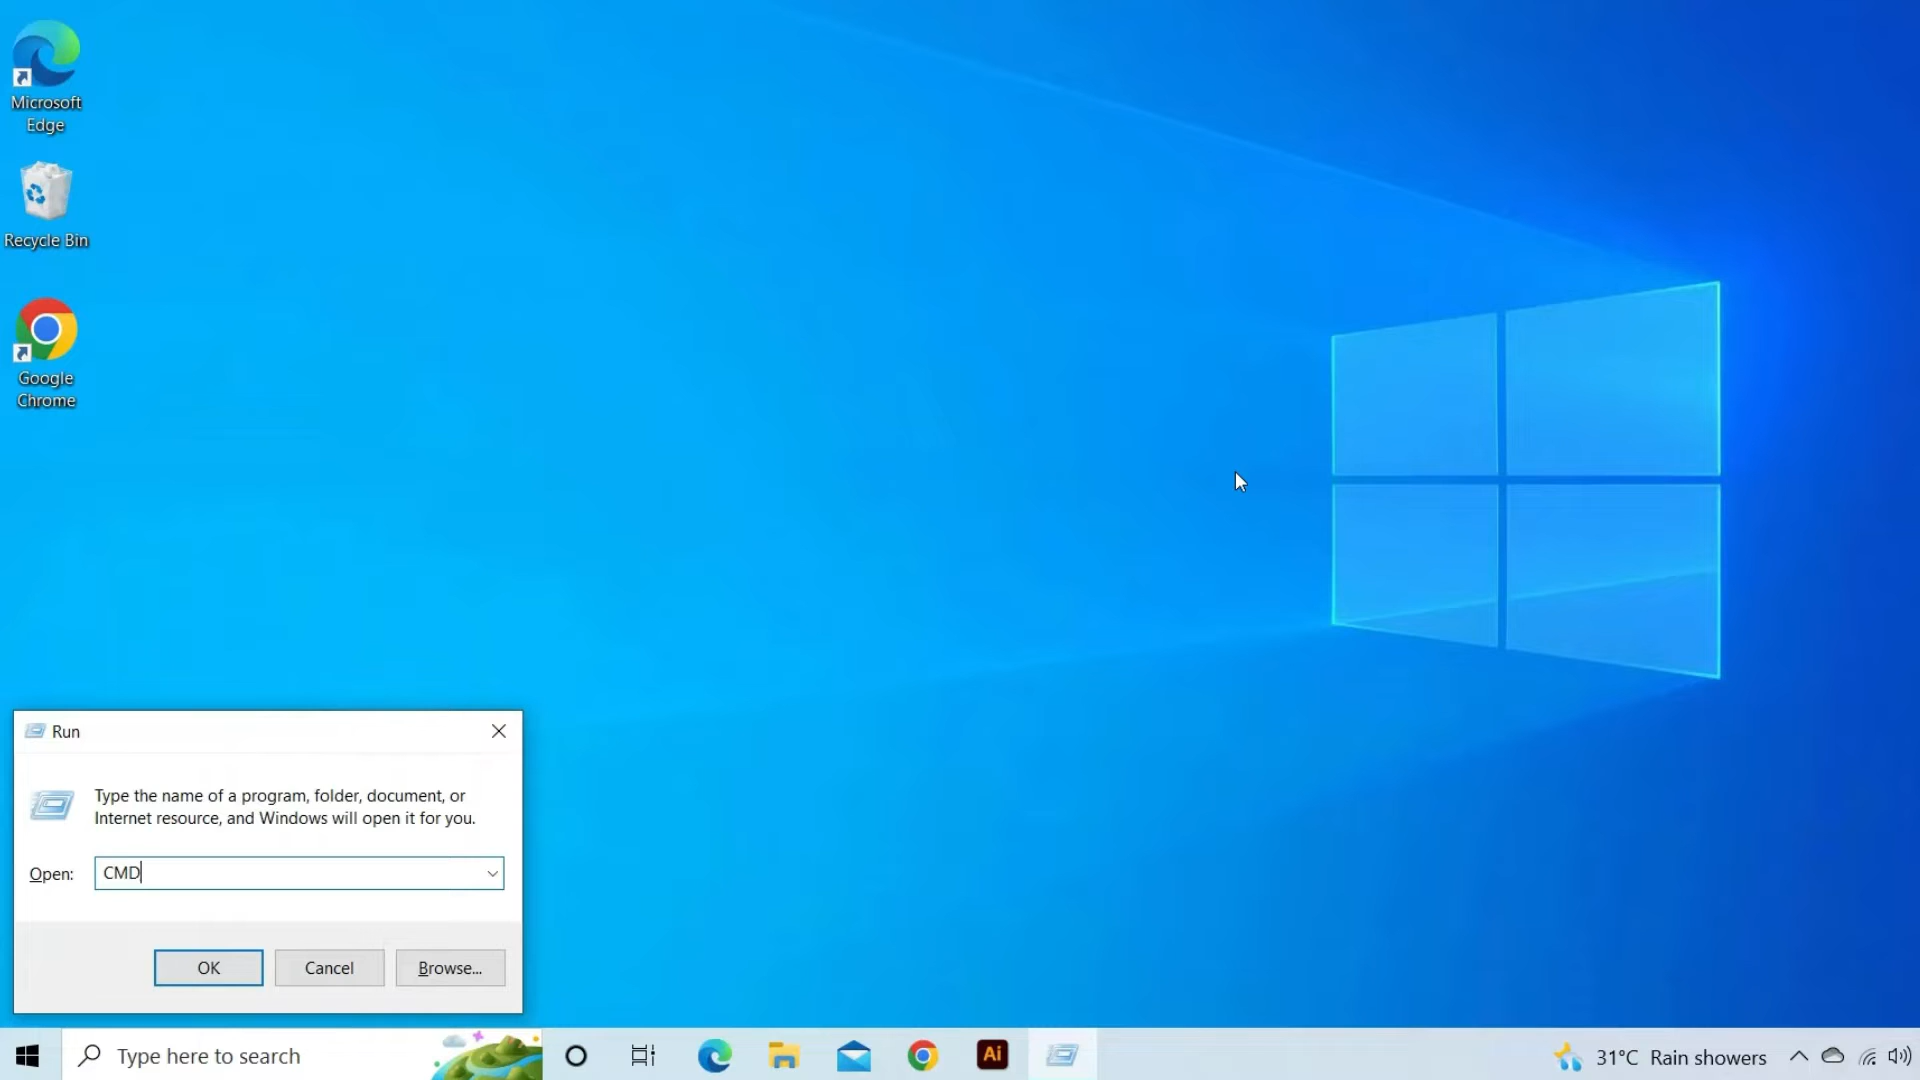 Microsoft
Edge
Recycle Bin
Google
Chrome
Run
Type the name of a program, folder, document, or
Internet resource, and Windows will open it for you.
Open: CMD
OK Cancel Browse...
Type here to search
Ai
31°C Rain showers